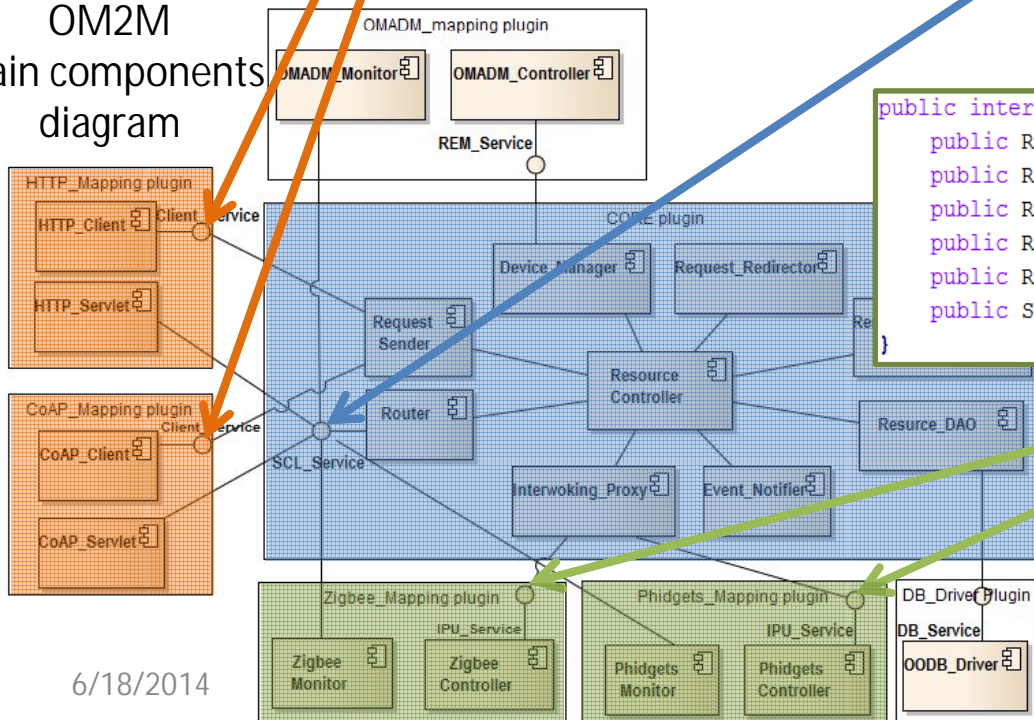 OM2M
ain components
diagram
OMADM_mapping plugin
OMADM_Monitor
OMADM_Controller
REM_Service
public inter
public R
public R
public R
public R
public R
public S
}
HTTP_Mapping plugin
HTTP_Client
Client_Service
HTTP_Servlet
CORE plugin
Device_Manager
Request_Redirector
Request
Sender
Re
Resource
Controller
CoAP_Mapping plugin
Client_Service
CoAP_Client
Router
SCL_Service
Resurce_DAO
Interwoking_Proxy
Event_Notifier
CoAP_Servlet
Zigbee_Mapping plugin
IPU_Service
Zigbee
Monitor
Zigbee
Controller
Phidgets_Mapping plugin
IPU_Service
Phidgets
Monitor
Phidgets
Controller
DB_Driver Plugin
DB_Service
OODB_Driver
6/18/2014